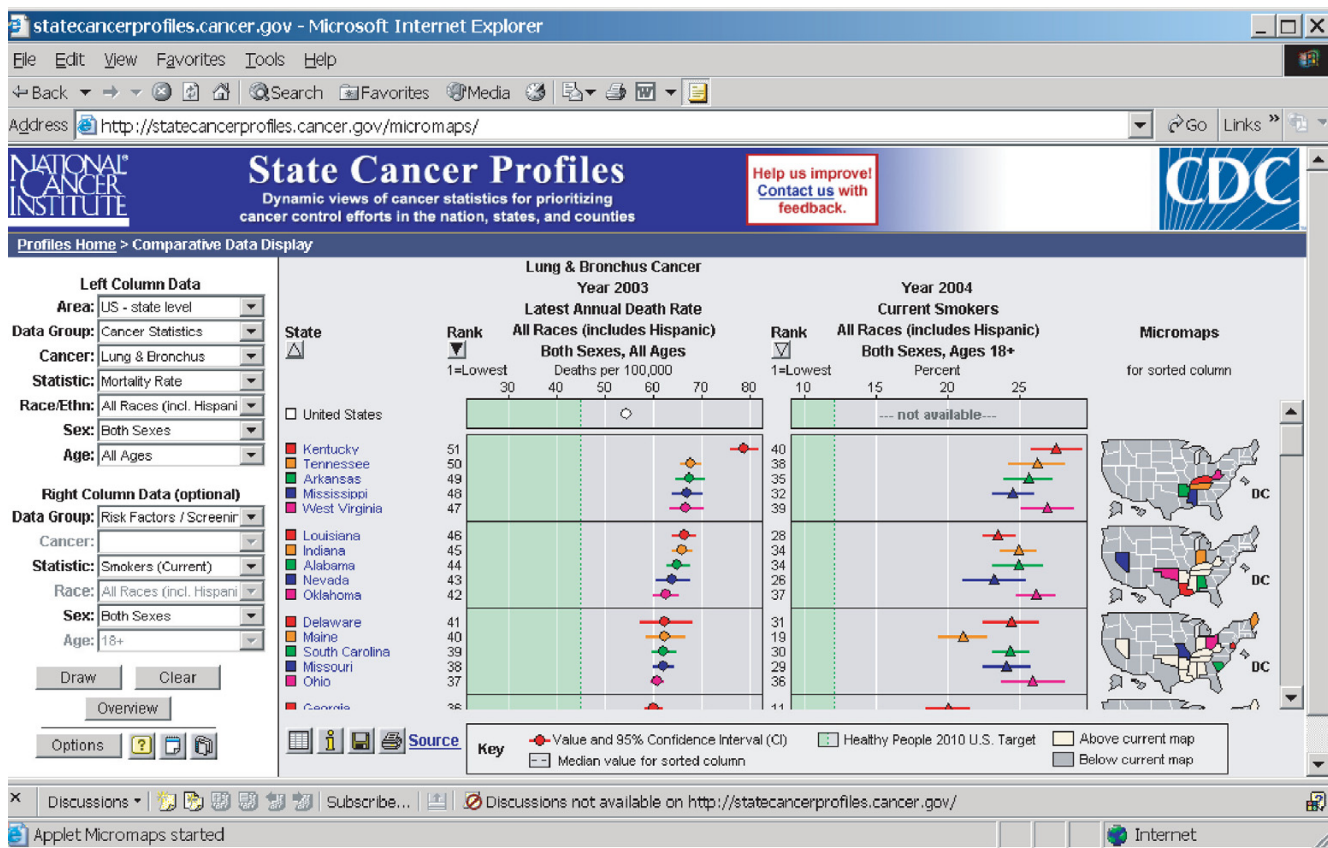 statecancerprofiles.cancer.gov - Microsoft Internet Explorer
File Edit View Favorites Tools Help
Back Search Favorites Media
Address http://statecancerprofiles.cancer.gov/micromaps/ Go Links »
NATIONAL® CANCER INSTITUTE
State Cancer Profiles
Dynamic views of cancer statistics for prioritizing
cancer control efforts in the nation, states, and counties
Help us improve!
Contact us with
feedback.
CDC
Profiles Home > Comparative Data Display
Left Column Data
Area: US - state level
Data Group: Cancer Statistics
Cancer: Lung & Bronchus
Statistic: Mortality Rate
Race/Ethn: All Races (incl. Hispani
Sex: Both Sexes
Age: All Ages
Right Column Data (optional)
Data Group: Risk Factors / Screenir
Cancer:
Statistic: Smokers (Current)
Race: All Races (incl. Hispani
Sex: Both Sexes
Age: 18+
Draw Clear
Overview
Options ?
Lung & Bronchus Cancer
Year 2003
Latest Annual Death Rate
All Races (includes Hispanic)
Both Sexes, All Ages
Deaths per 100,000
30 40 50 60 70 80
Year 2004
Current Smokers
All Races (includes Hispanic)
Both Sexes, Ages 18+
Percent
10 15 20 25
State
Rank
1=Lowest
Rank
1=Lowest
Micromaps
for sorted column
United States --- not available---
Kentucky 51 40
Tennessee 50 38
Arkansas 49 35
Mississippi 48 32
West Virginia 47 39
DC
Louisiana 46 28
Indiana 45 34
Alabama 44 34
Nevada 43 26
Oklahoma 42 37
DC
Delaware 41 31
Maine 40 19
South Carolina 39 30
Missouri 38 29
Ohio 37 36
DC
Georgia 36 11
Source
Key
Value and 95% Confidence Interval (CI)
Median value for sorted column
Healthy People 2010 U.S. Target
Above current map
Below current map
× Discussions Subscribe... Discussions not available on http://statecancerprofiles.cancer.gov/
Applet Micromaps started Internet